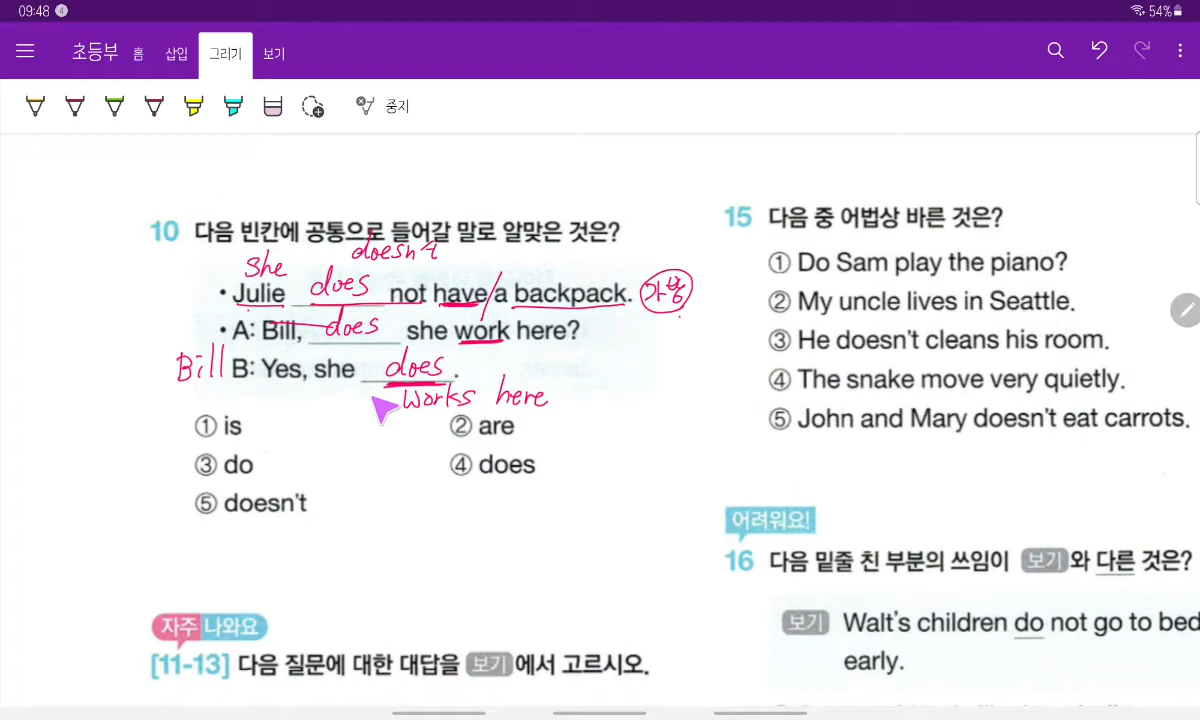 09:48 4 54%
초등부 홈 삽입 그리기 보기
중지
10 다음 빈칸에 공통으로 들어갈 말로 알맞은 것은?
doesn't
She does
• Julie ________ not have / a backpack. 가방
does
• A: Bill, ________ she work here?
Bill B: Yes, she does.
works here
① is ② are
③ do ④ does
⑤ doesn't
자주 나와요
[11-13] 다음 질문에 대한 대답을 보기 에서 고르시오.
15 다음 중 어법상 바른 것은?
① Do Sam play the piano?
② My uncle lives in Seattle.
③ He doesn't cleans his room.
④ The snake move very quietly.
⑤ John and Mary doesn't eat carrots.
어려워요!
16 다음 밑줄 친 부분의 쓰임이 보기 와 다른 것은?
보기 Walt's children do not go to bed
early.